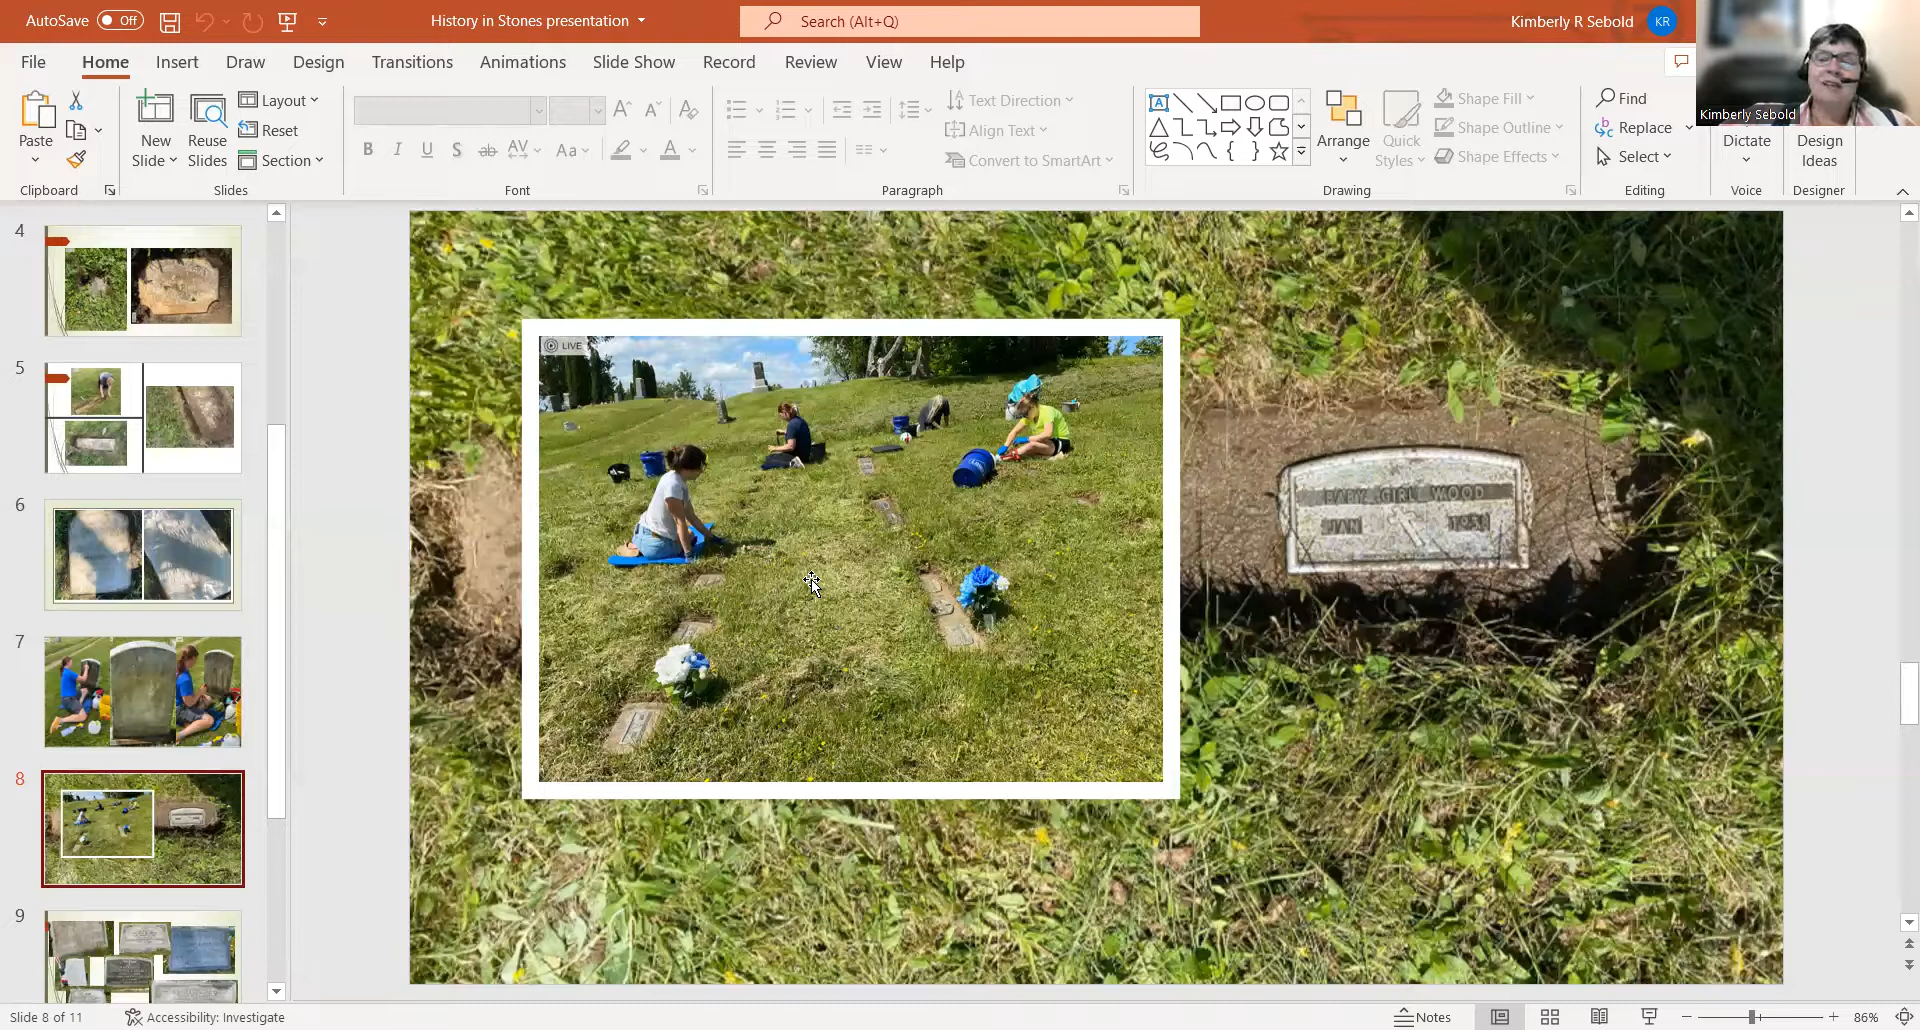 AutoSave Off History in Stones presentation Search (Alt+Q) Kimberly R Sebold KR
File Home Insert Draw Design Transitions Animations Slide Show Record Review View Help
Paste
New
Slide
Reuse
Slides
Layout
Reset
Section
B I U S ab AV Aa A
Text Direction
Align Text
Convert to SmartArt
A
Arrange
Quick
Styles
Shape Fill
Shape Outline
Shape Effects
Find
Replace
Select
Dictate
Design
Ideas
Kimberly Sebold
Clipboard Slides Font Paragraph Drawing Editing Voice Designer
4
5
6
7
8
9
LIVE
BABY GIRL WOOD
JAN 1938
Slide 8 of 11 Accessibility: Investigate Notes 86%